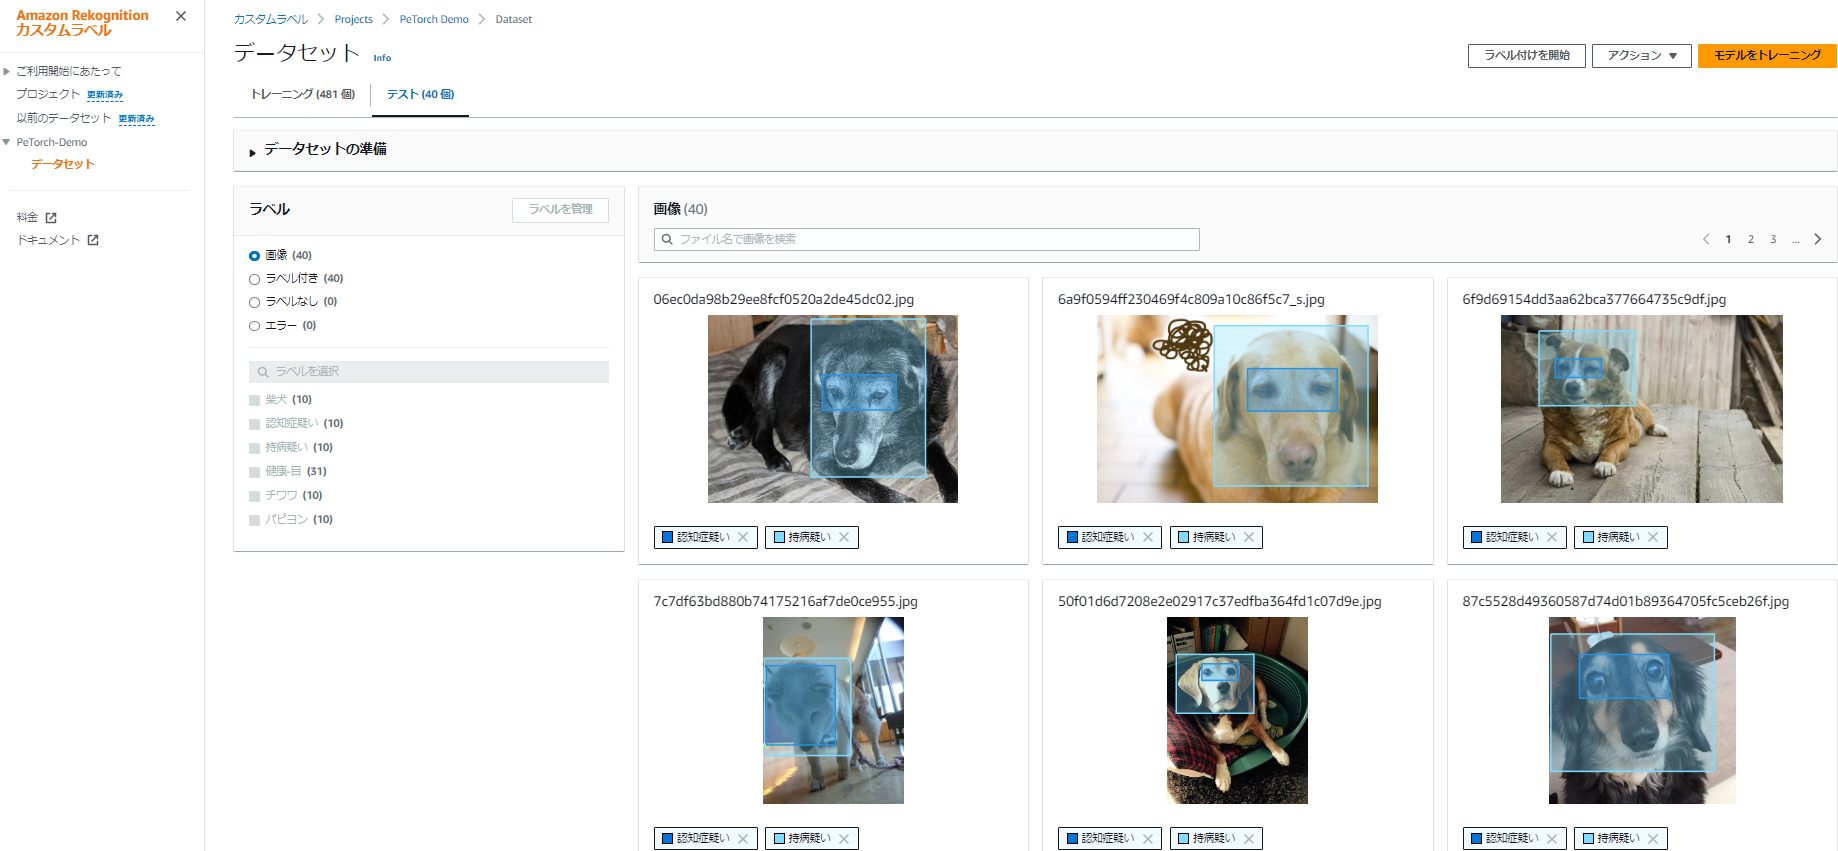 Amazon Rekognition
カスタムラベル
ご利用開始にあたって
プロジェクト 更新済み
以前のデータセット 更新済み
PeTorch-Demo
データセット
料金
ドキュメント
カスタムラベル Projects PeTorch Demo Dataset
データセット Info
ラベル付けを開始 アクション モデルをトレーニング
トレーニング (481 個) テスト (40 個)
データセットの準備
ラベル ラベルを管理
画像 (40)
ラベル付き (40)
ラベルなし (0)
エラー (0)
ラベルを選択
柴犬 (10)
認知症疑い (10)
持病疑い (10)
健康-目 (31)
チワワ (10)
パピヨン (10)
画像 (40)
ファイル名で画像を検索
1 2 3 ...
06ec0da98b29ee8fcf0520a2de45dc02.jpg
認知症疑い 持病疑い
6a9f0594ff230469f4c809a10c86f5c7_s.jpg
認知症疑い 持病疑い
6f9d69154dd3aa62bca377664735c9df.jpg
認知症疑い 持病疑い
7c7df63bd880b74175216af7de0ce955.jpg
認知症疑い 持病疑い
50f01d6d7208e2e02917c37edfba364fd1c07d9e.jpg
認知症疑い 持病疑い
87c5528d49360587d74d01b89364705fc5ceb26f.jpg
認知症疑い 持病疑い